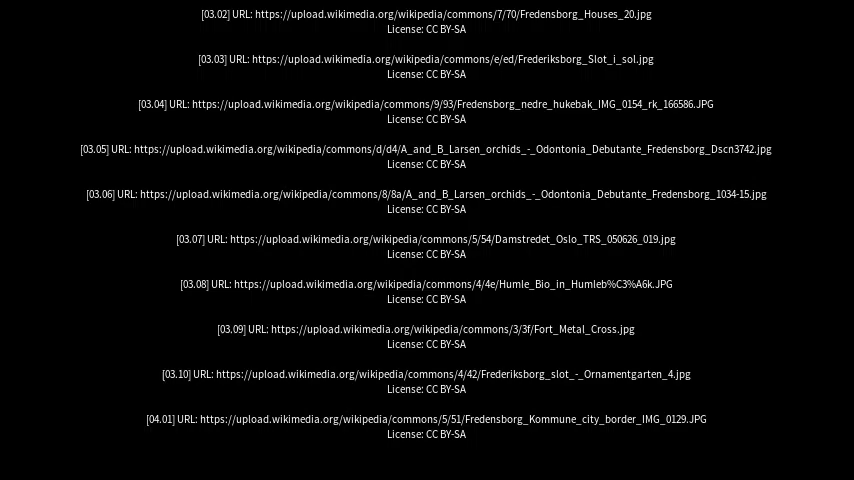 [03.02] URL: https://upload.wikimedia.org/wikipedia/commons/7/70/Fredensborg_Houses_20.jpg
License: CC BY-SA
[03.03] URL: https://upload.wikimedia.org/wikipedia/commons/e/ed/Frederiksborg_Slot_i_sol.jpg
License: CC BY-SA
[03.04] URL: https://upload.wikimedia.org/wikipedia/commons/9/93/Fredensborg_nedre_hukebak_IMG_0154_rk_166586.JPG
License: CC BY-SA
[03.05] URL: https://upload.wikimedia.org/wikipedia/commons/d/d4/A_and_B_Larsen_orchids_-_Odontonia_Debutante_Fredensborg_Dscn3742.jpg
License: CC BY-SA
[03.06] URL: https://upload.wikimedia.org/wikipedia/commons/8/8a/A_and_B_Larsen_orchids_-_Odontonia_Debutante_Fredensborg_1034-15.jpg
License: CC BY-SA
[03.07] URL: https://upload.wikimedia.org/wikipedia/commons/5/54/Damstredet_Oslo_TRS_050626_019.jpg
License: CC BY-SA
[03.08] URL: https://upload.wikimedia.org/wikipedia/commons/4/4e/Humle_Bio_in_Humleb%C3%A6k.JPG
License: CC BY-SA
[03.09] URL: https://upload.wikimedia.org/wikipedia/commons/3/3f/Fort_Metal_Cross.jpg
License: CC BY-SA
[03.10] URL: https://upload.wikimedia.org/wikipedia/commons/4/42/Frederiksborg_slot_-_Ornamentgarten_4.jpg
License: CC BY-SA
[04.01] URL: https://upload.wikimedia.org/wikipedia/commons/5/51/Fredensborg_Kommune_city_border_IMG_0129.JPG
License: CC BY-SA